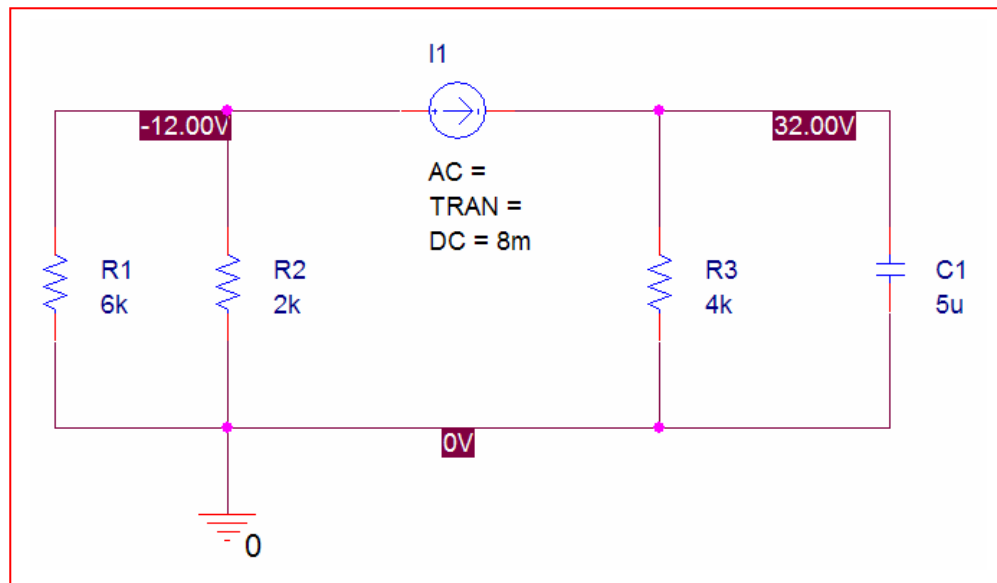 I1
-12.00V
32.00V
AC =
TRAN =
DC = 8m
R1
6k
R2
2k
R3
4k
C1
5u
0V
0